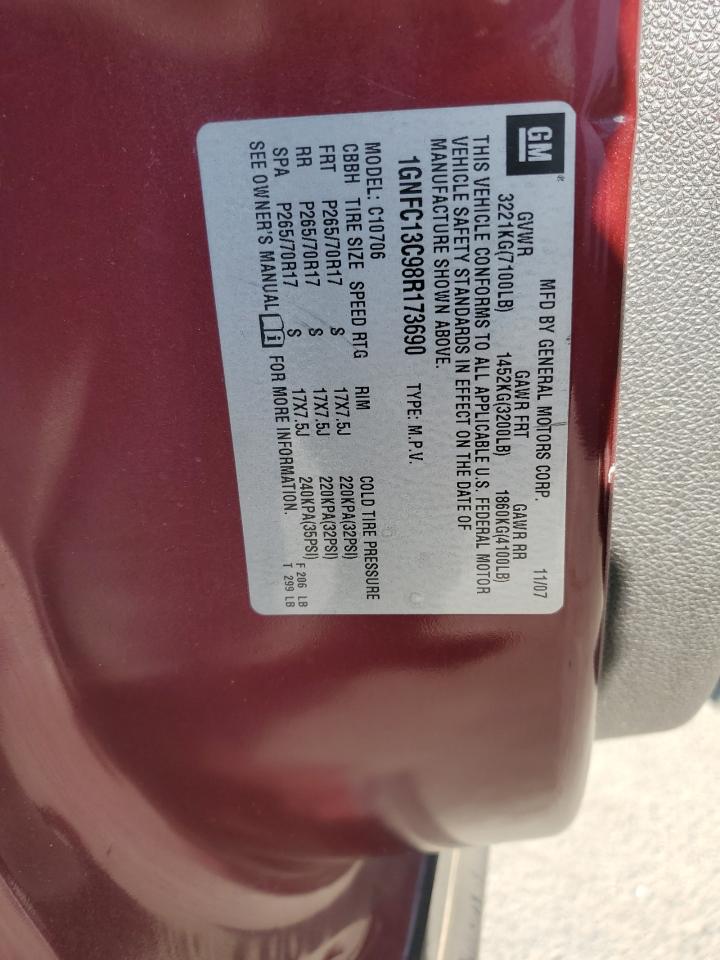 GM®
MFD BY GENERAL MOTORS CORP. 11/07
GVWR GAWR FRT GAWR RR
3221KG(7100LB) 1452KG(3200LB) 1860KG(4100LB)
THIS VEHICLE CONFORMS TO ALL APPLICABLE U.S. FEDERAL MOTOR
VEHICLE SAFETY STANDARDS IN EFFECT ON THE DATE OF
MANUFACTURE SHOWN ABOVE.
1GNFC13C98R173690 TYPE: M.P.V.
MODEL: C10706
CBBH TIRE SIZE SPEED RTG RIM COLD TIRE PRESSURE
FRT P265/70R17 S 17X7.5J 220KPA(32PSI)
RR P265/70R17 S 17X7.5J 220KPA(32PSI)
SPA P265/70R17 S 17X7.5J 240KPA(35PSI)
SEE OWNER'S MANUAL i FOR MORE INFORMATION.
F 206 LB
T 299 LB